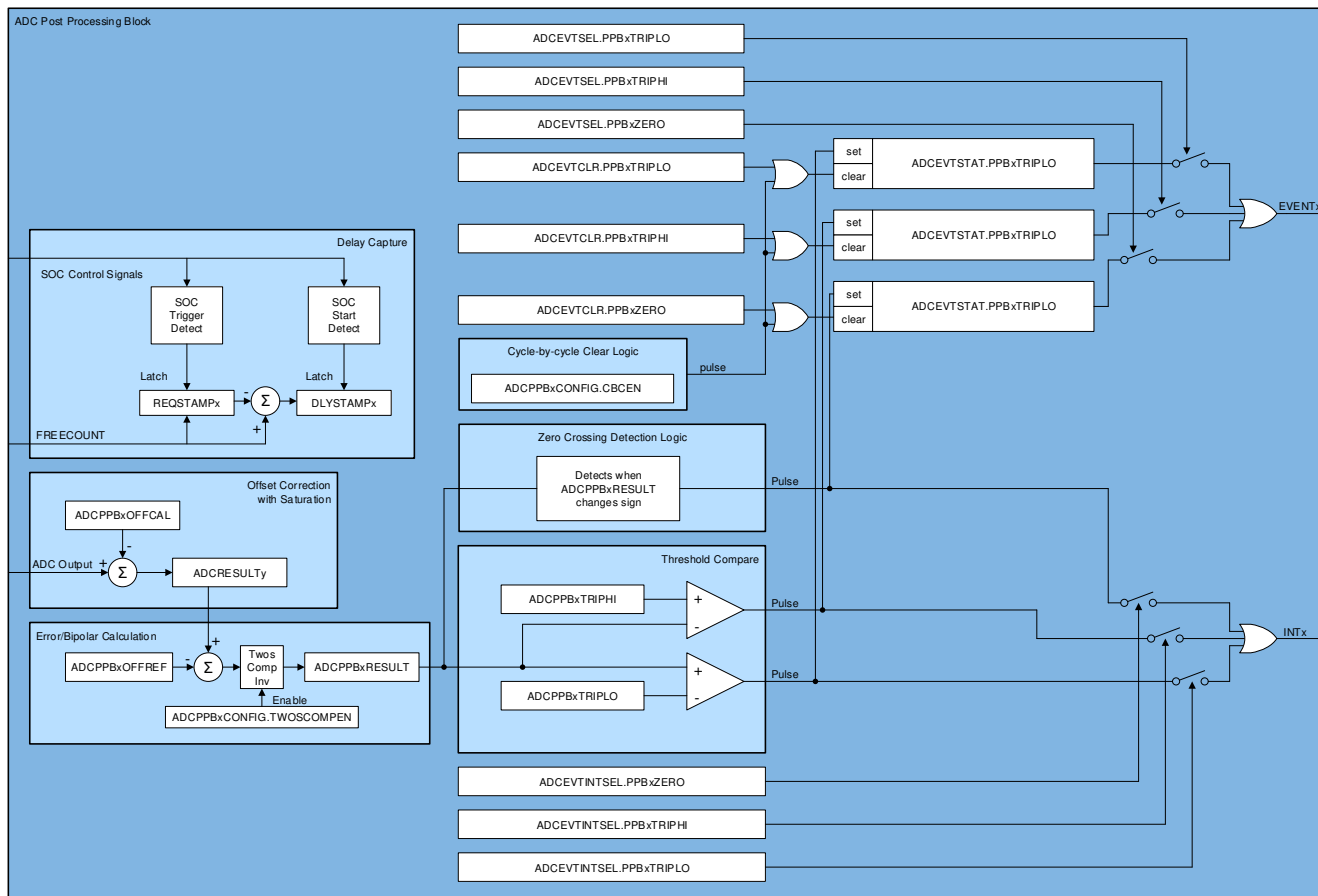 ADC Post Processing Block
ADCEVTSEL.PPBxTRIPLO
ADCEVTSEL.PPBxTRIPHI
ADCEVTSEL.PPBxZERO
ADCEVTCLR.PPBxTRIPLO
set
clear
ADCEVTSTAT.PPBxTRIPLO
EVENTx
ADCEVTCLR.PPBxTRIPHI
set
clear
ADCEVTSTAT.PPBxTRIPLO
ADCEVTCLR.PPBxZERO
set
clear
ADCEVTSTAT.PPBxTRIPLO
Delay Capture
SOC Control Signals
SOC
Trigger
Detect
SOC
Start
Detect
Latch
Latch
REQSTAMPx
-
Σ
+
DLYSTAMPx
FREECOUNT
Cycle-by-cycle Clear Logic
pulse
ADCPPBxCONFIG.CBCEN
Zero Crossing Detection Logic
Detects when
ADCPPBxRESULT
changes sign
Pulse
Offset Correction
with Saturation
ADCPPBxOFFCAL
-
ADC Output
+
Σ
ADCRESULTy
Threshold Compare
ADCPPBxTRIPHI
+
-
Pulse
ADCPPBxTRIPLO
+
-
Pulse
Error/Bipolar Calculation
+
ADCPPBxOFFREF
-
Σ
Twos
Comp
Inv
ADCPPBxRESULT
Enable
ADCPPBxCONFIG.TWOSCOMPEN
INTx
ADCEVTINTSEL.PPBxZERO
ADCEVTINTSEL.PPBxTRIPHI
ADCEVTINTSEL.PPBxTRIPLO